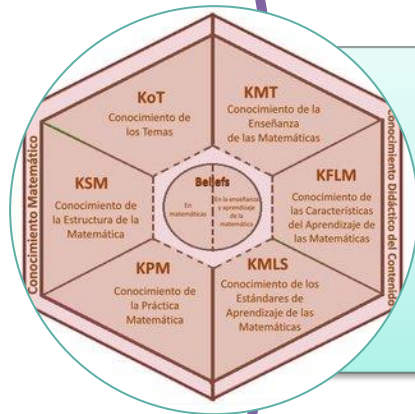 KoT
Conocimiento de
los Temas
KMT
Conocimiento de la
Enseñanza
de las Matemáticas
KSM
Conocimiento de
la Estructura de la
Matemática
Beliefs
En
matemáticas
En la enseñanza
y aprendizaje
de la
matemática
KFLM
Conocimiento de
las Características
del Aprendizaje de
las Matemáticas
KPM
Conocimiento de
la Práctica
Matemática
KMLS
Conocimiento de los
Estándares de
Aprendizaje de las
Matemáticas
Conocimiento Matemático
Conocimiento Didáctico del Contenido